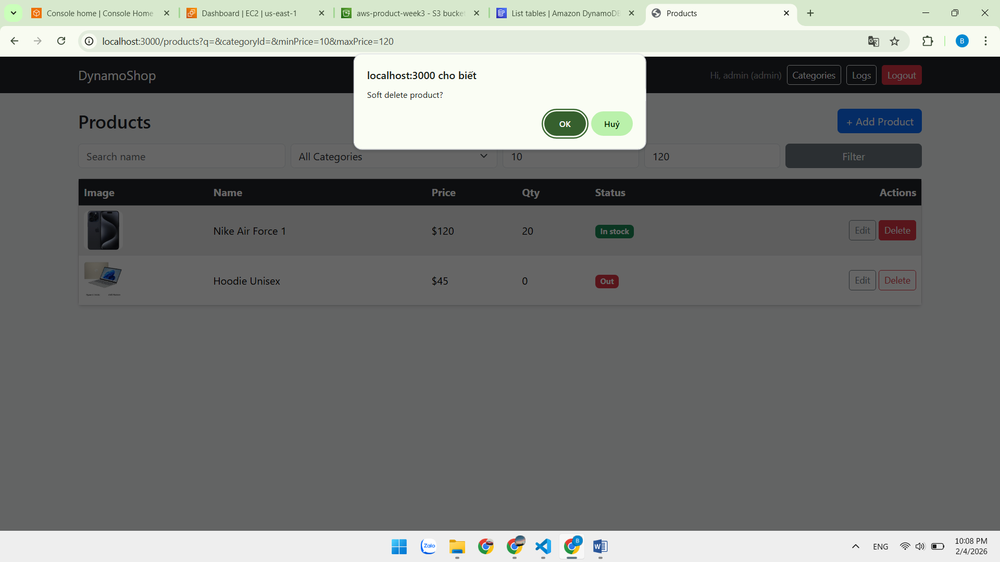 Console home | Console Home
Dashboard | EC2 | us-east-1
aws-product-week3 - S3 bucket
List tables | Amazon DynamoDB
Products
localhost:3000/products?q=&categoryId=&minPrice=10&maxPrice=120
B
localhost:3000 cho biết
Soft delete product?
OK
Huỷ
DynamoShop
Hi, admin (admin)
Categories
Logs
Logout
Products
+ Add Product
Search name
All Categories
10
120
Filter
Image Name Price Qty Status Actions
Nike Air Force 1 $120 20 In stock Edit Delete
Hoodie Unisex $45 0 Out Edit Delete
Zalo
B
ENG
10:08 PM
2/4/2026